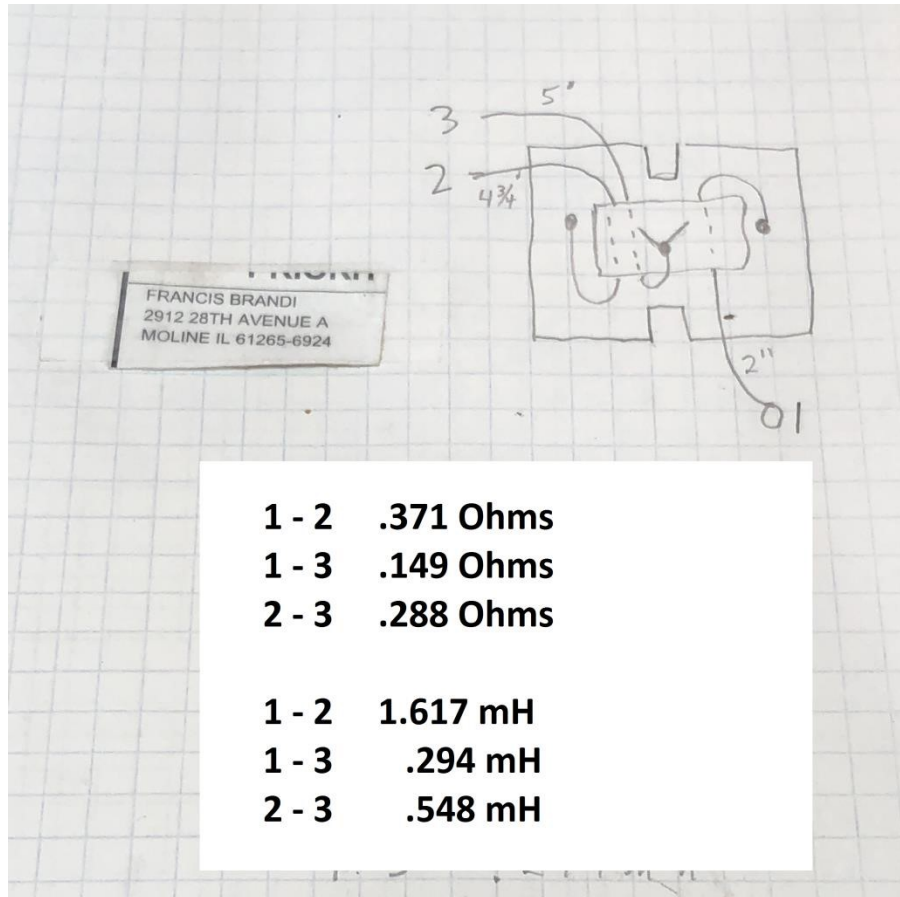 5"
3
2
4 3/4"
FRANCIS BRANDI
2912 28TH AVENUE A
MOLINE IL 61265-6924
2"
1
1 - 2 .371 Ohms
1 - 3 .149 Ohms
2 - 3 .288 Ohms
1 - 2 1.617 mH
1 - 3 .294 mH
2 - 3 .548 mH